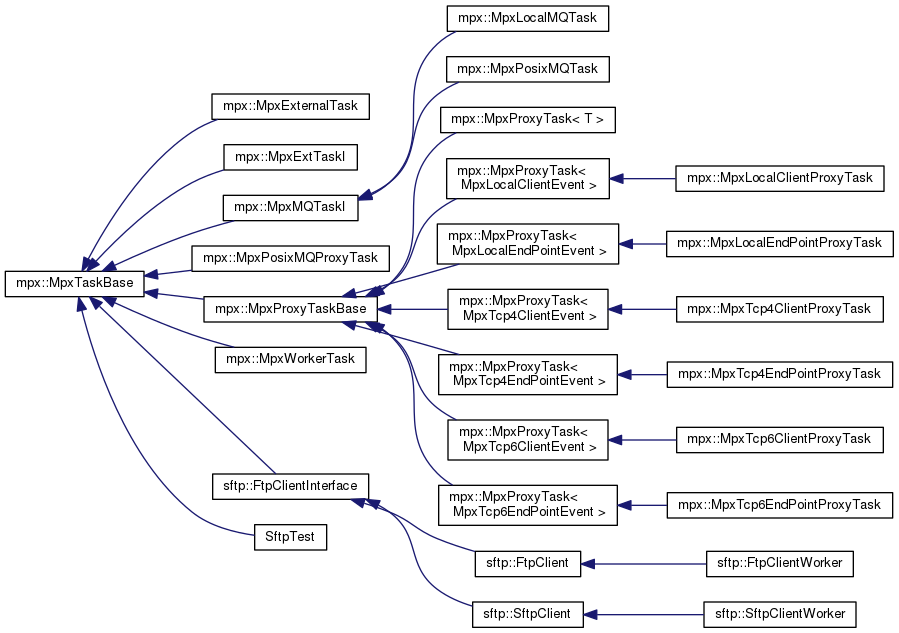 mpx::MpxLocalMQTask
mpx::MpxPosixMQTask
mpx::MpxExternalTask
mpx::MpxProxyTask< T >
mpx::MpxExtTaskI
mpx::MpxProxyTask<
MpxLocalClientEvent >
mpx::MpxLocalClientProxyTask
mpx::MpxMQTaskI
mpx::MpxProxyTask<
MpxLocalEndPointEvent >
mpx::MpxLocalEndPointProxyTask
mpx::MpxPosixMQProxyTask
mpx::MpxTaskBase
mpx::MpxProxyTaskBase
mpx::MpxProxyTask<
MpxTcp4ClientEvent >
mpx::MpxTcp4ClientProxyTask
mpx::MpxWorkerTask
mpx::MpxProxyTask<
MpxTcp4EndPointEvent >
mpx::MpxTcp4EndPointProxyTask
mpx::MpxProxyTask<
MpxTcp6ClientEvent >
mpx::MpxTcp6ClientProxyTask
sftp::FtpClientInterface
mpx::MpxProxyTask<
MpxTcp6EndPointEvent >
mpx::MpxTcp6EndPointProxyTask
SftpTest
sftp::FtpClient
sftp::FtpClientWorker
sftp::SftpClient
sftp::SftpClientWorker